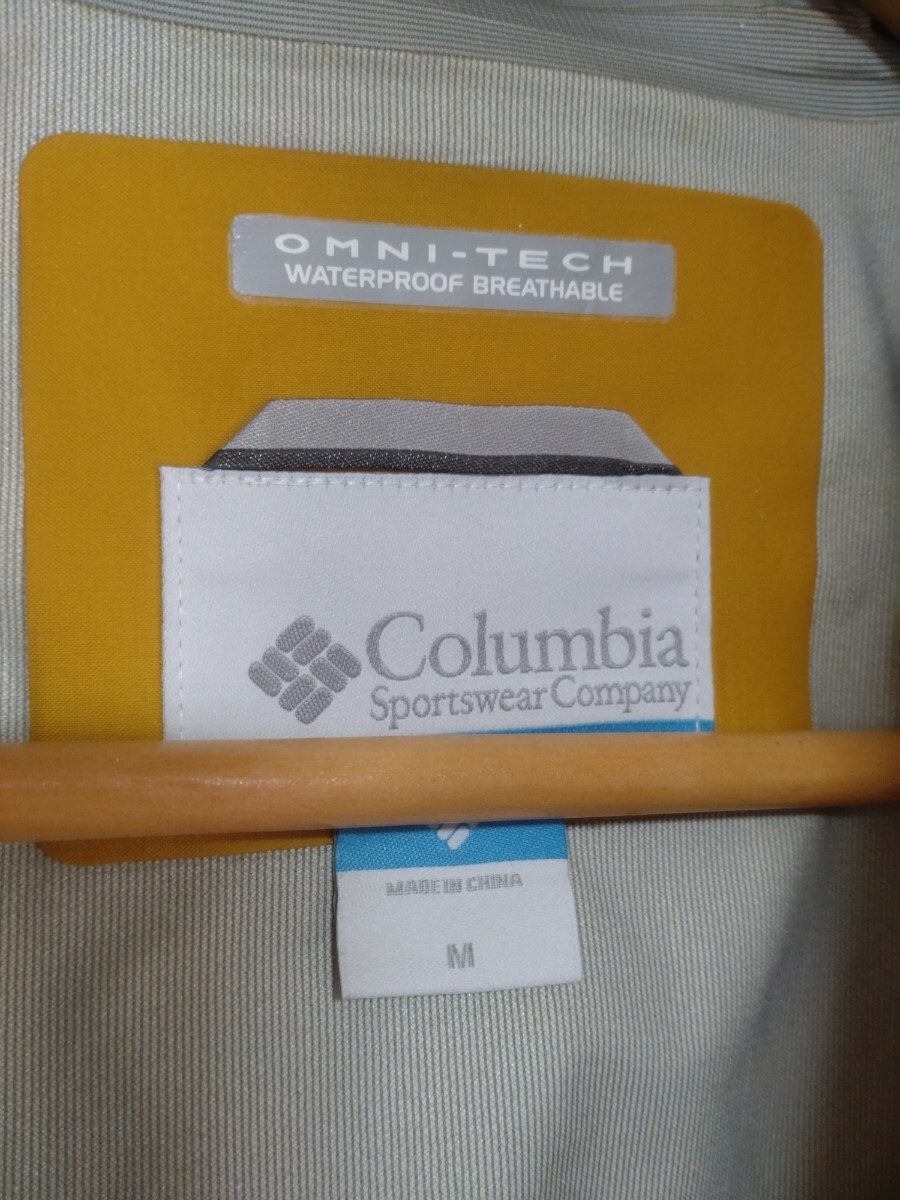 OMNI-TECH
WATERPROOF BREATHABLE
Columbia
Sportswear Company
MADE IN CHINA
M